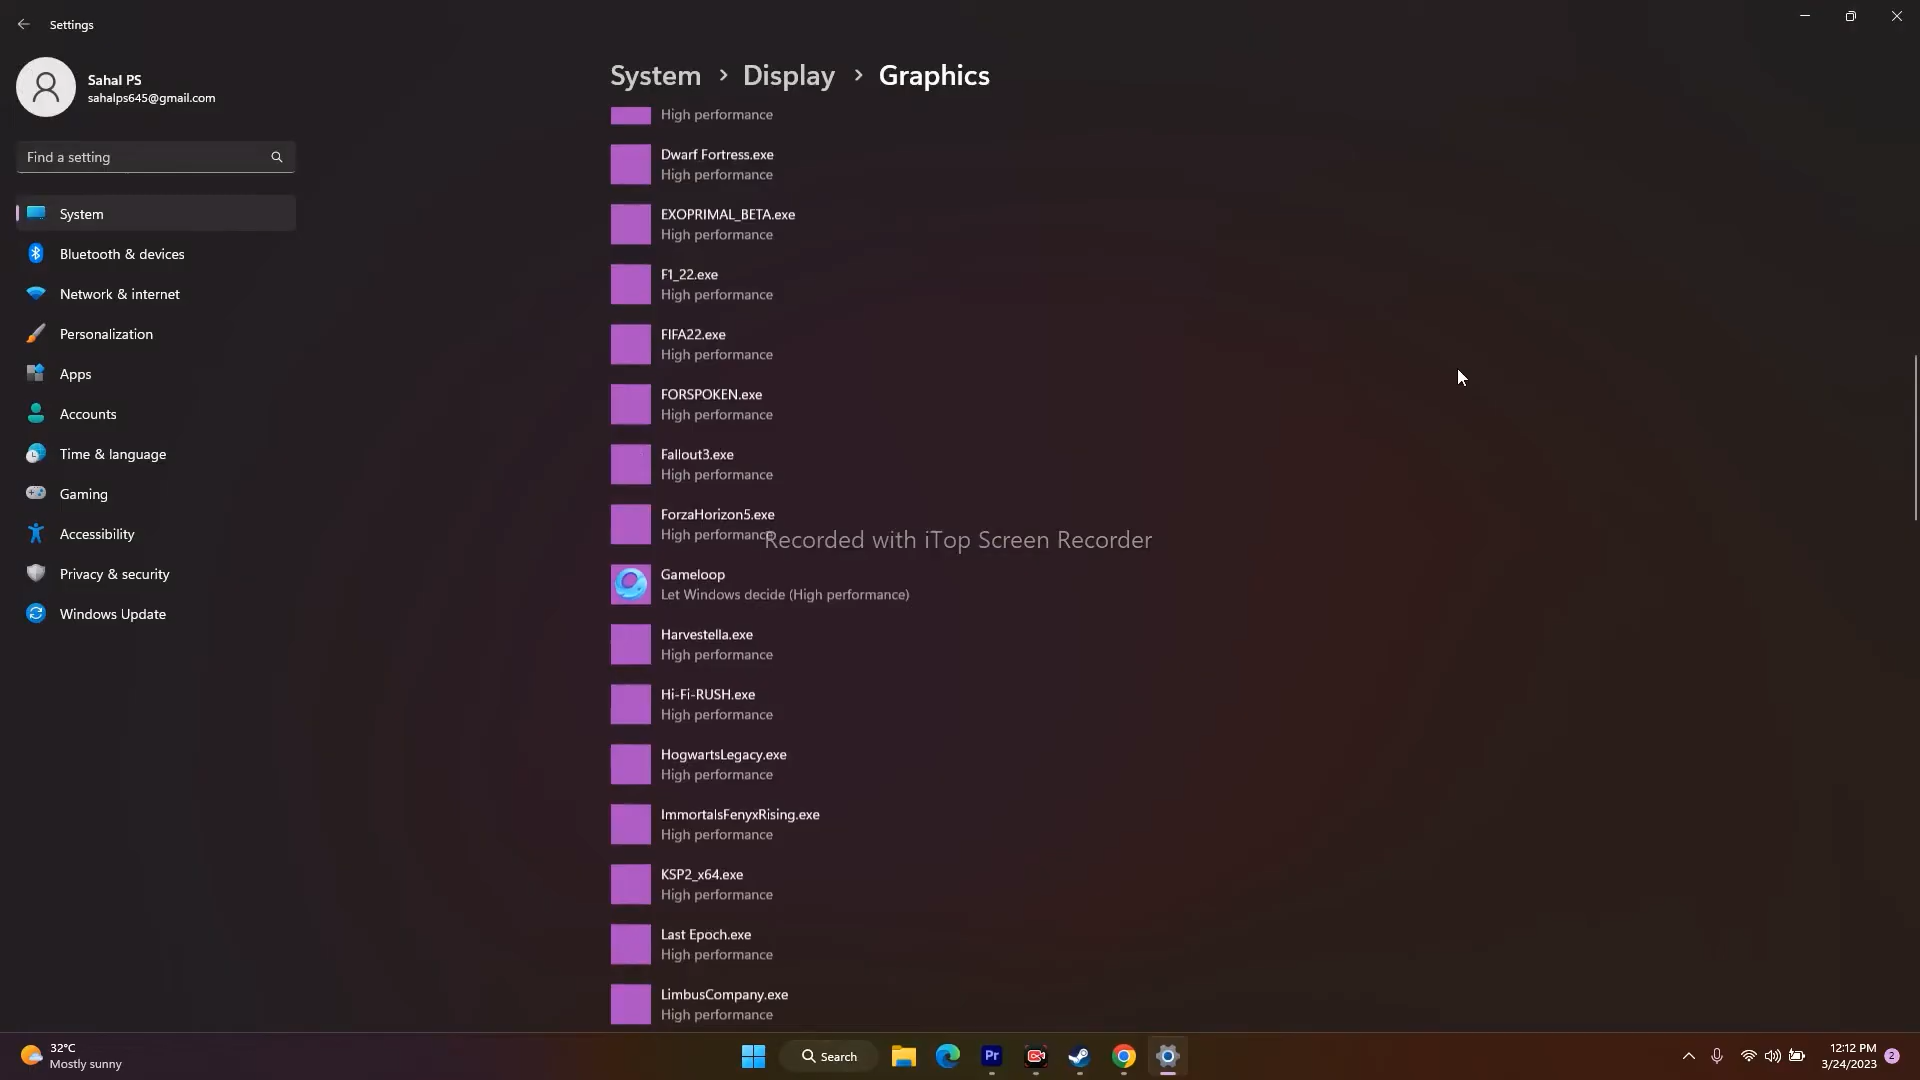 Settings
Sahal PS
sahalps645@gmail.com
Find a setting
System
Bluetooth & devices
Network & internet
Personalization
Apps
Accounts
Time & language
Gaming
Accessibility
Privacy & security
Windows Update
System > Display > Graphics
High performance
Dwarf Fortress.exe
High performance
EXOPRIMAL_BETA.exe
High performance
F1_22.exe
High performance
FIFA22.exe
High performance
FORSPOKEN.exe
High performance
Fallout3.exe
High performance
ForzaHorizon5.exe
High performance
Recorded with iTop Screen Recorder
Gameloop
Let Windows decide (High performance)
Harvestella.exe
High performance
Hi-Fi-RUSH.exe
High performance
HogwartsLegacy.exe
High performance
ImmortalsFenyxRising.exe
High performance
KSP2_x64.exe
High performance
Last Epoch.exe
High performance
LimbusCompany.exe
High performance
32°C
Mostly sunny
Search
Pr
12:12 PM
3/24/2023
2